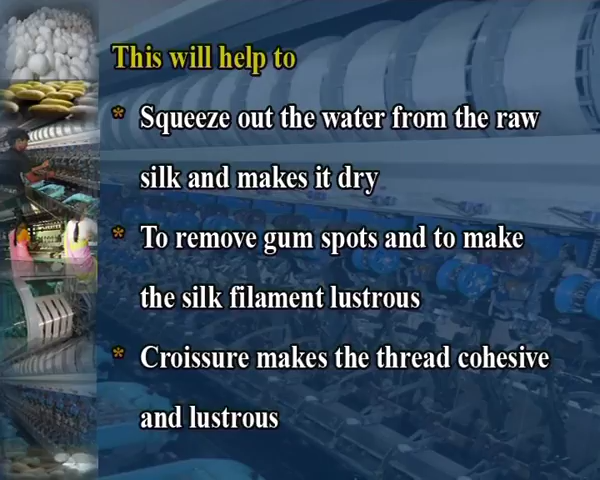 This will help to
* Squeeze out the water from the raw
silk and makes it dry
* To remove gum spots and to make
the silk filament lustrous
* Croissure makes the thread cohesive
and lustrous